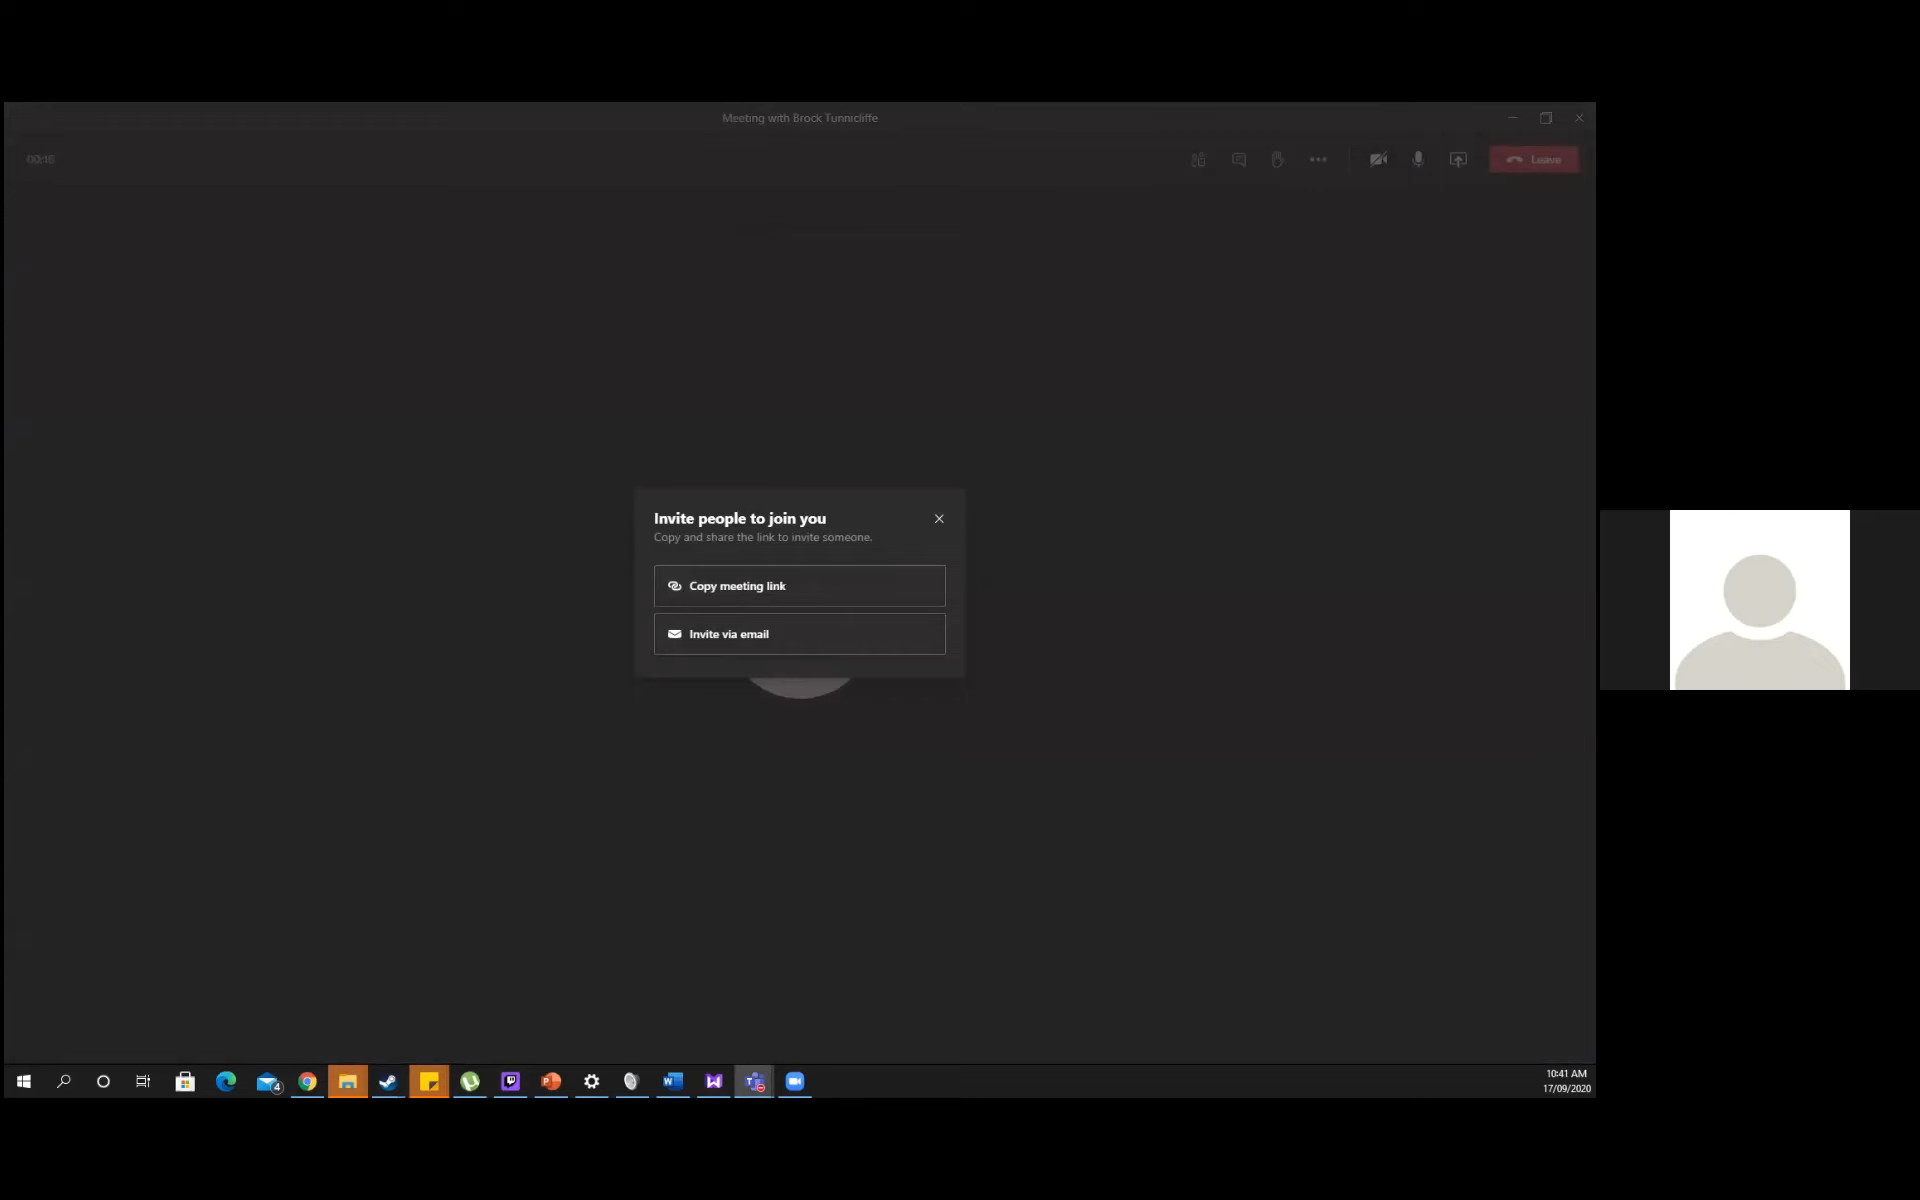 Meeting with Brock Tunnicliffe
00:16
Leave
Invite people to join you
Copy and share the link to invite someone.
Copy meeting link
Invite via email
4
10:41 AM
17/09/2020